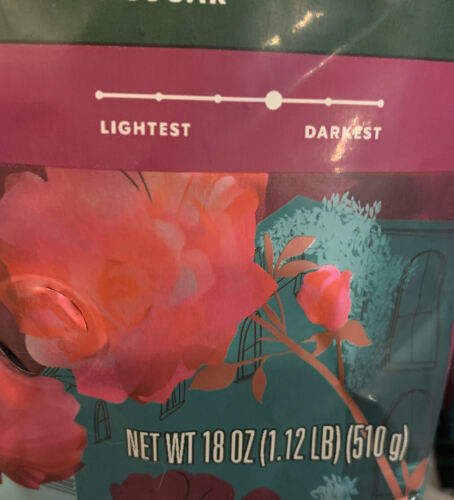 LIGHTEST DARKEST
NET WT 18 OZ (1.12 LB) (510 g)